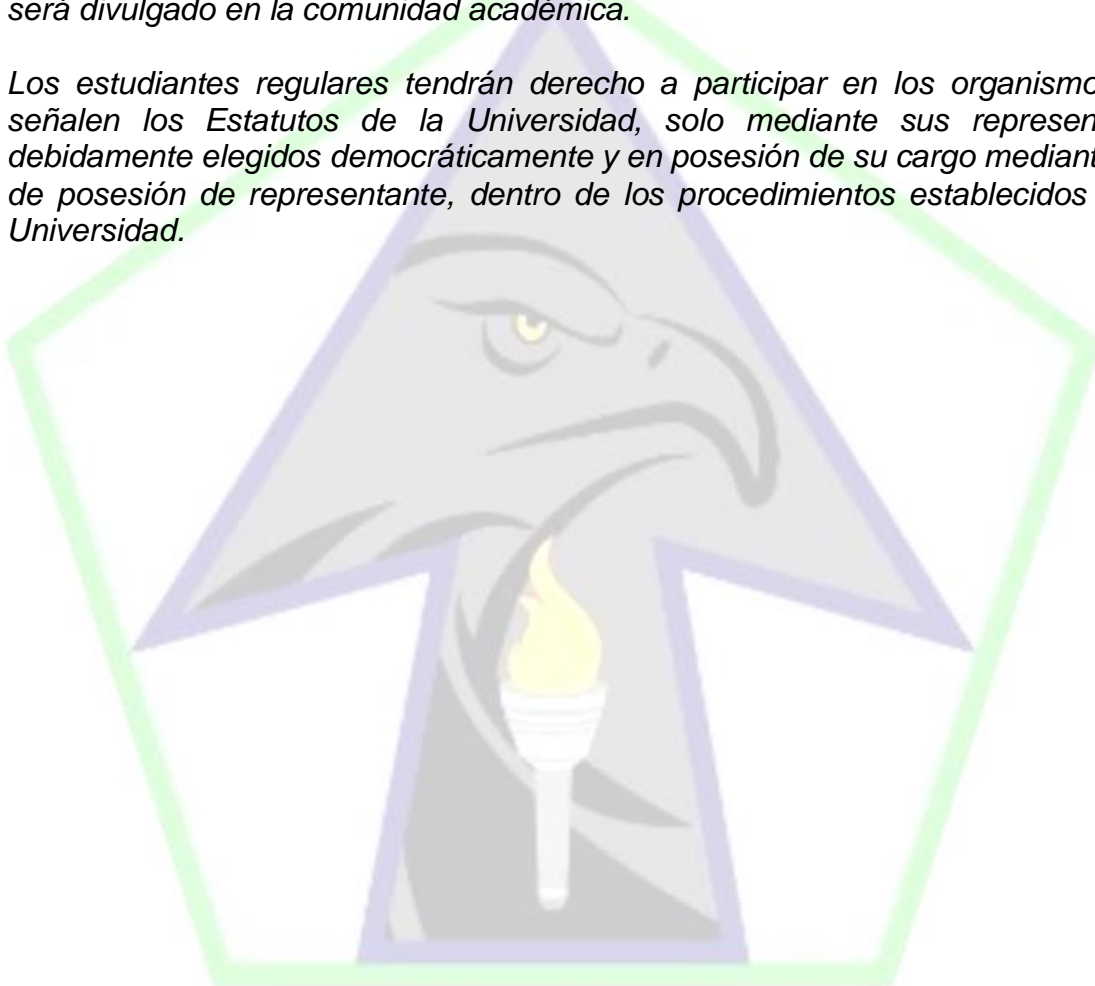 será divulgado en la comunidad académica.
Los estudiantes regulares tendrán derecho a participar en los organismo
señalen los Estatutos de la Universidad, solo mediante sus represen
debidamente elegidos democráticamente y en posesión de su cargo mediant
de posesión de representante, dentro de los procedimientos establecidos
Universidad.